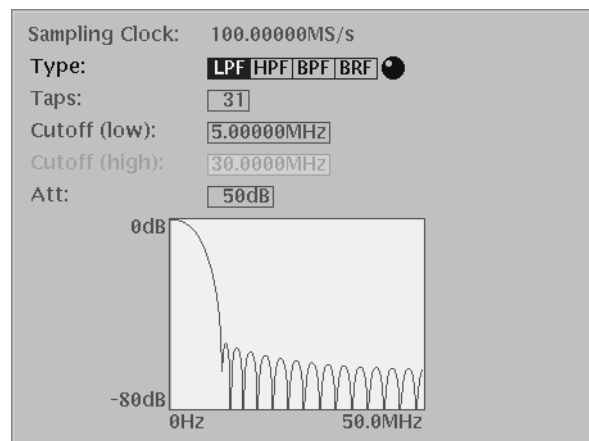 Sampling Clock: 100.00000MS/s
Type: LPF HPF BPF BRF
Taps: 31
Cutoff (low): 5.00000MHz
Cutoff (high): 30.0000MHz
Att: 50dB
0dB
-80dB
0Hz 50.0MHz